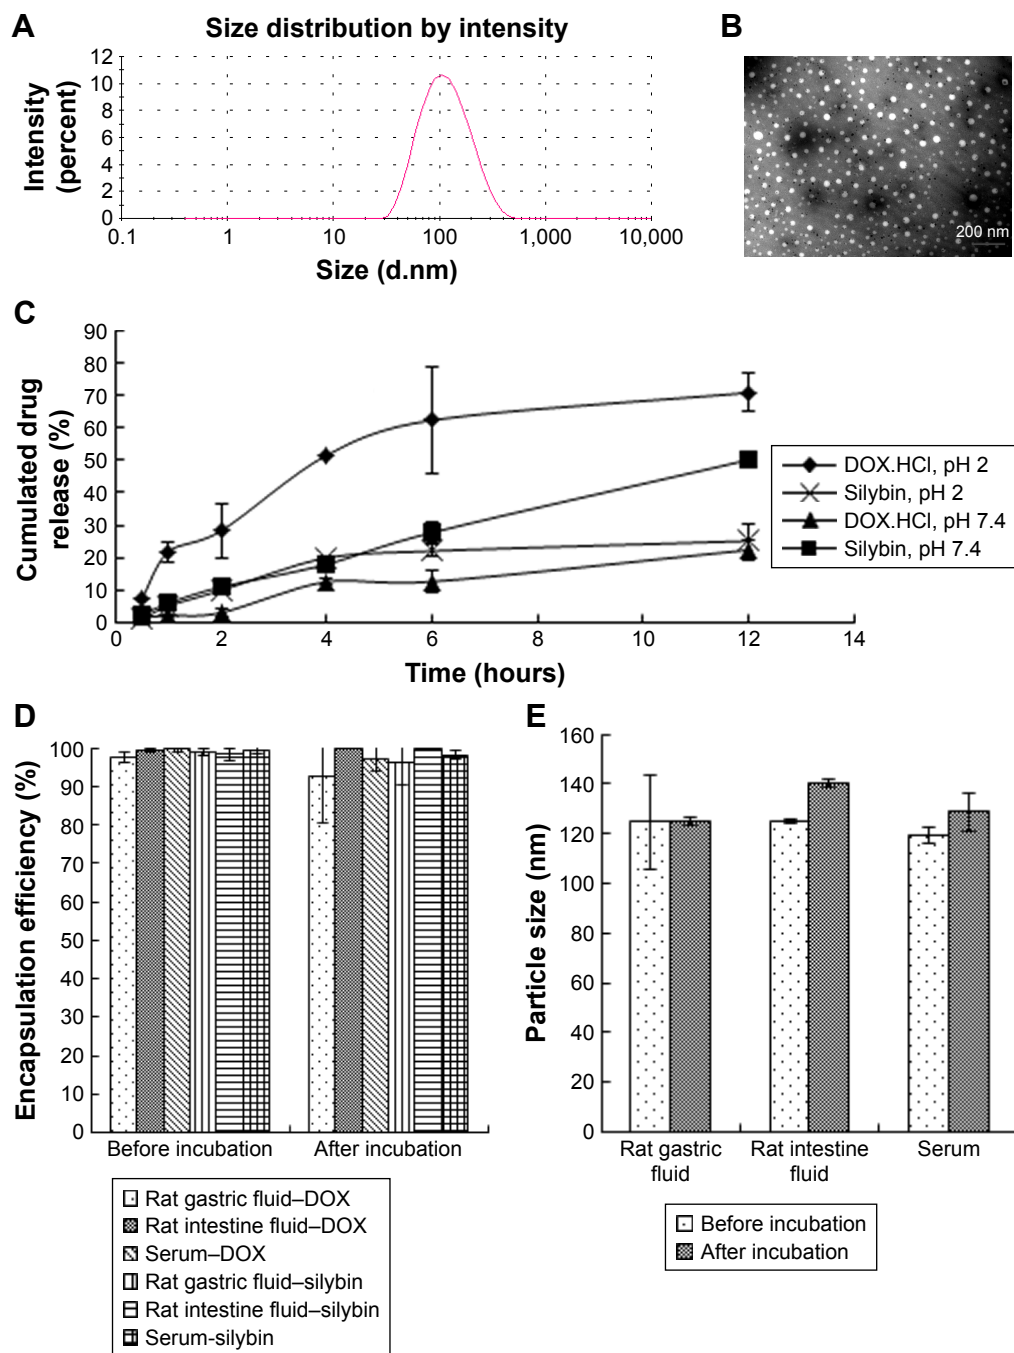 A
Size distribution by intensity
Intensity
(percent)
12
10
8
6
4
2
0
0.1 1 10 100 1,000 10,000
Size (d.nm)
B
200 nm
C
Cumulated drug
release (%)
90
80
70
60
50
40
30
20
10
0
0 2 4 6 8 10 12 14
Time (hours)
DOX.HCl, pH 2
Silybin, pH 2
DOX.HCl, pH 7.4
Silybin, pH 7.4
D
Encapsulation efficiency (%)
100
90
80
70
60
50
40
30
20
10
0
Before incubation After incubation
Rat gastric fluid–DOX
Rat intestine fluid–DOX
Serum–DOX
Rat gastric fluid–silybin
Rat intestine fluid–silybin
Serum-silybin
E
Particle size (nm)
160
140
120
100
80
60
40
20
0
Rat gastric
fluid
Rat intestine
fluid
Serum
Before incubation
After incubation